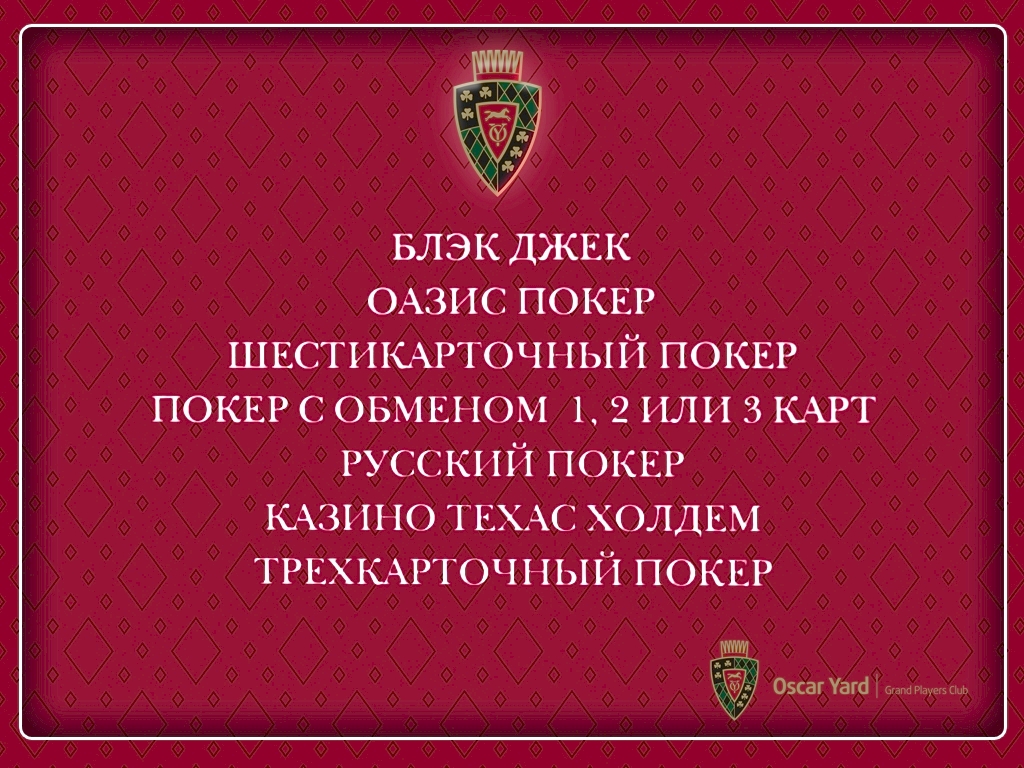 БЛЭК ДЖЕК
ОАЗИС ПОКЕР
ШЕСТИКАРТОЧНЫЙ ПОКЕР
ПОКЕР С ОБМЕНОМ 1, 2 ИЛИ 3 КАРТ
РУССКИЙ ПОКЕР
КАЗИНО ТЕХАС ХОЛДЕМ
ТРЕХКАРТОЧНЫЙ ПОКЕР
Oscar Yard | Grand Players Club